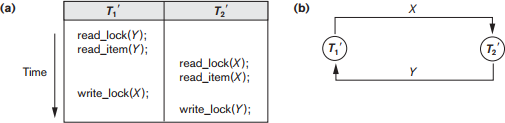 (a)
T1′ T2′
read_lock(Y);
read_item(Y);
read_lock(X);
read_item(X);
Time
write_lock(X);
write_lock(Y);
(b)
X
T1′ T2′
Y